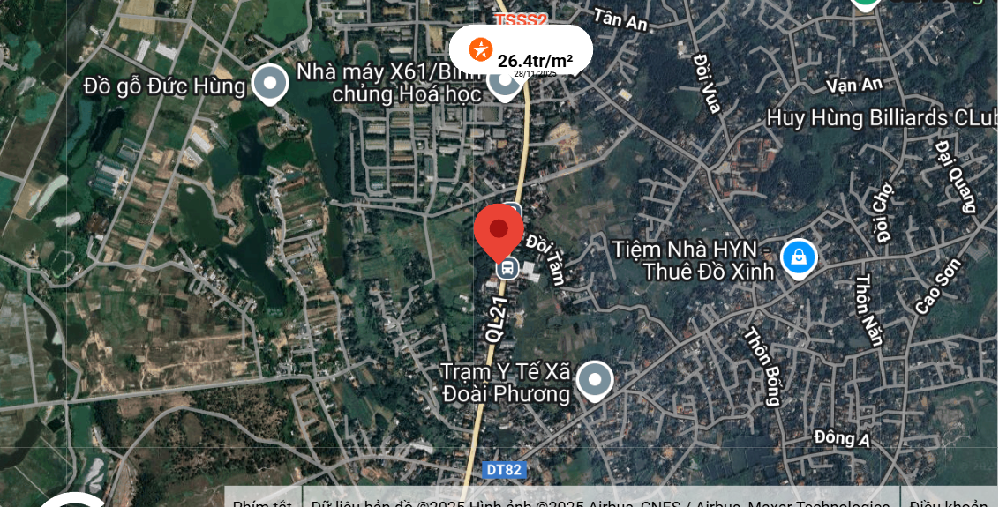 TSSS2
Tân An
26.4tr/m²
28/11/2025
Nhà máy X61/Binh
chủng Hoá học
Đồ gỗ Đức Hùng
Đồi Vua
Vạn An
Huy Hùng Billiards CLub
Đại Quang
Dôi Chợ
Đồi Tâm
Tiệm Nhà HYN -
Thuê Đồ Xinh
Cao Sơn
Thôn Năn
QL21
Thôn Bống
Trạm Y Tế Xã
Đoài Phương
Đông A
DT82
Phím tắt
Dữ liệu bản đồ ©2025 Hình ảnh ©2025 Airbus, CNES / Airbus, Maxar Technologies
Điều khoản